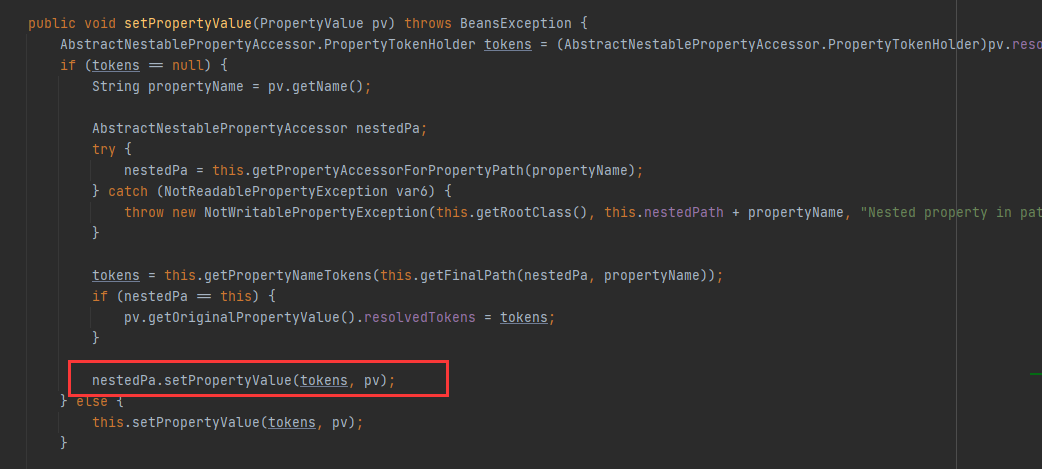 public void setPropertyValue(PropertyValue pv) throws BeansException {
AbstractNestablePropertyAccessor.PropertyTokenHolder tokens = (AbstractNestablePropertyAccessor.PropertyTokenHolder)pv.reso
if (tokens == null) {
String propertyName = pv.getName();
AbstractNestablePropertyAccessor nestedPa;
try {
nestedPa = this.getPropertyAccessorForPropertyPath(propertyName);
} catch (NotReadablePropertyException var6) {
throw new NotWritablePropertyException(this.getRootClass(), this.nestedPath + propertyName, "Nested property in pat
}
tokens = this.getPropertyNameTokens(this.getFinalPath(nestedPa, propertyName));
if (nestedPa == this) {
pv.getOriginalPropertyValue().resolvedTokens = tokens;
}
nestedPa.setPropertyValue(tokens, pv);
} else {
this.setPropertyValue(tokens, pv);
}